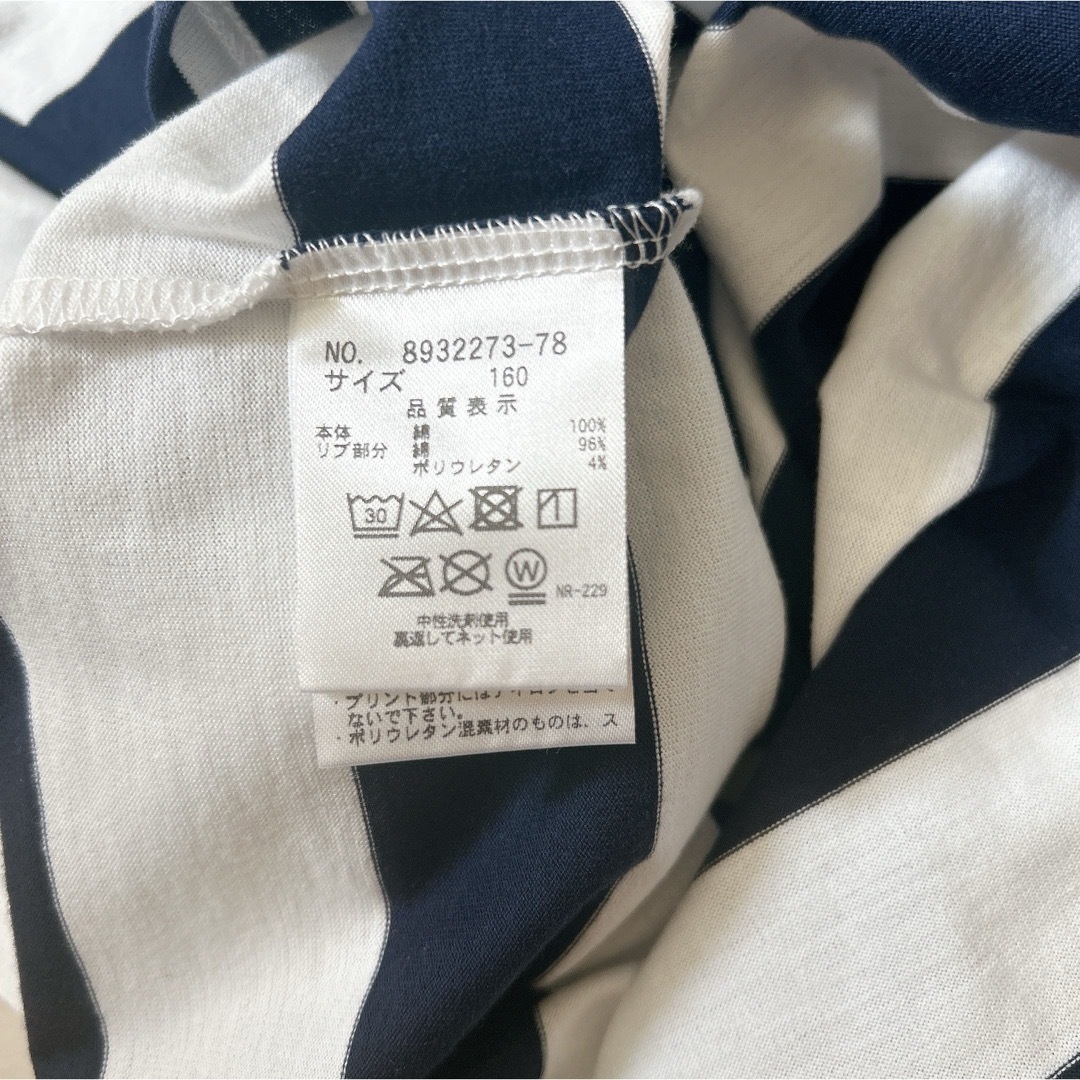 NO. 8932273-78
サイズ 160
品質表示
本体 綿 100%
リブ部分 綿 96%
ポリウレタン 4%
30
W
NR-229
中性洗剤使用
裏返してネット使用
・プリント部分には
ないで下さい。
・ポリウレタン混素材のものは、ス